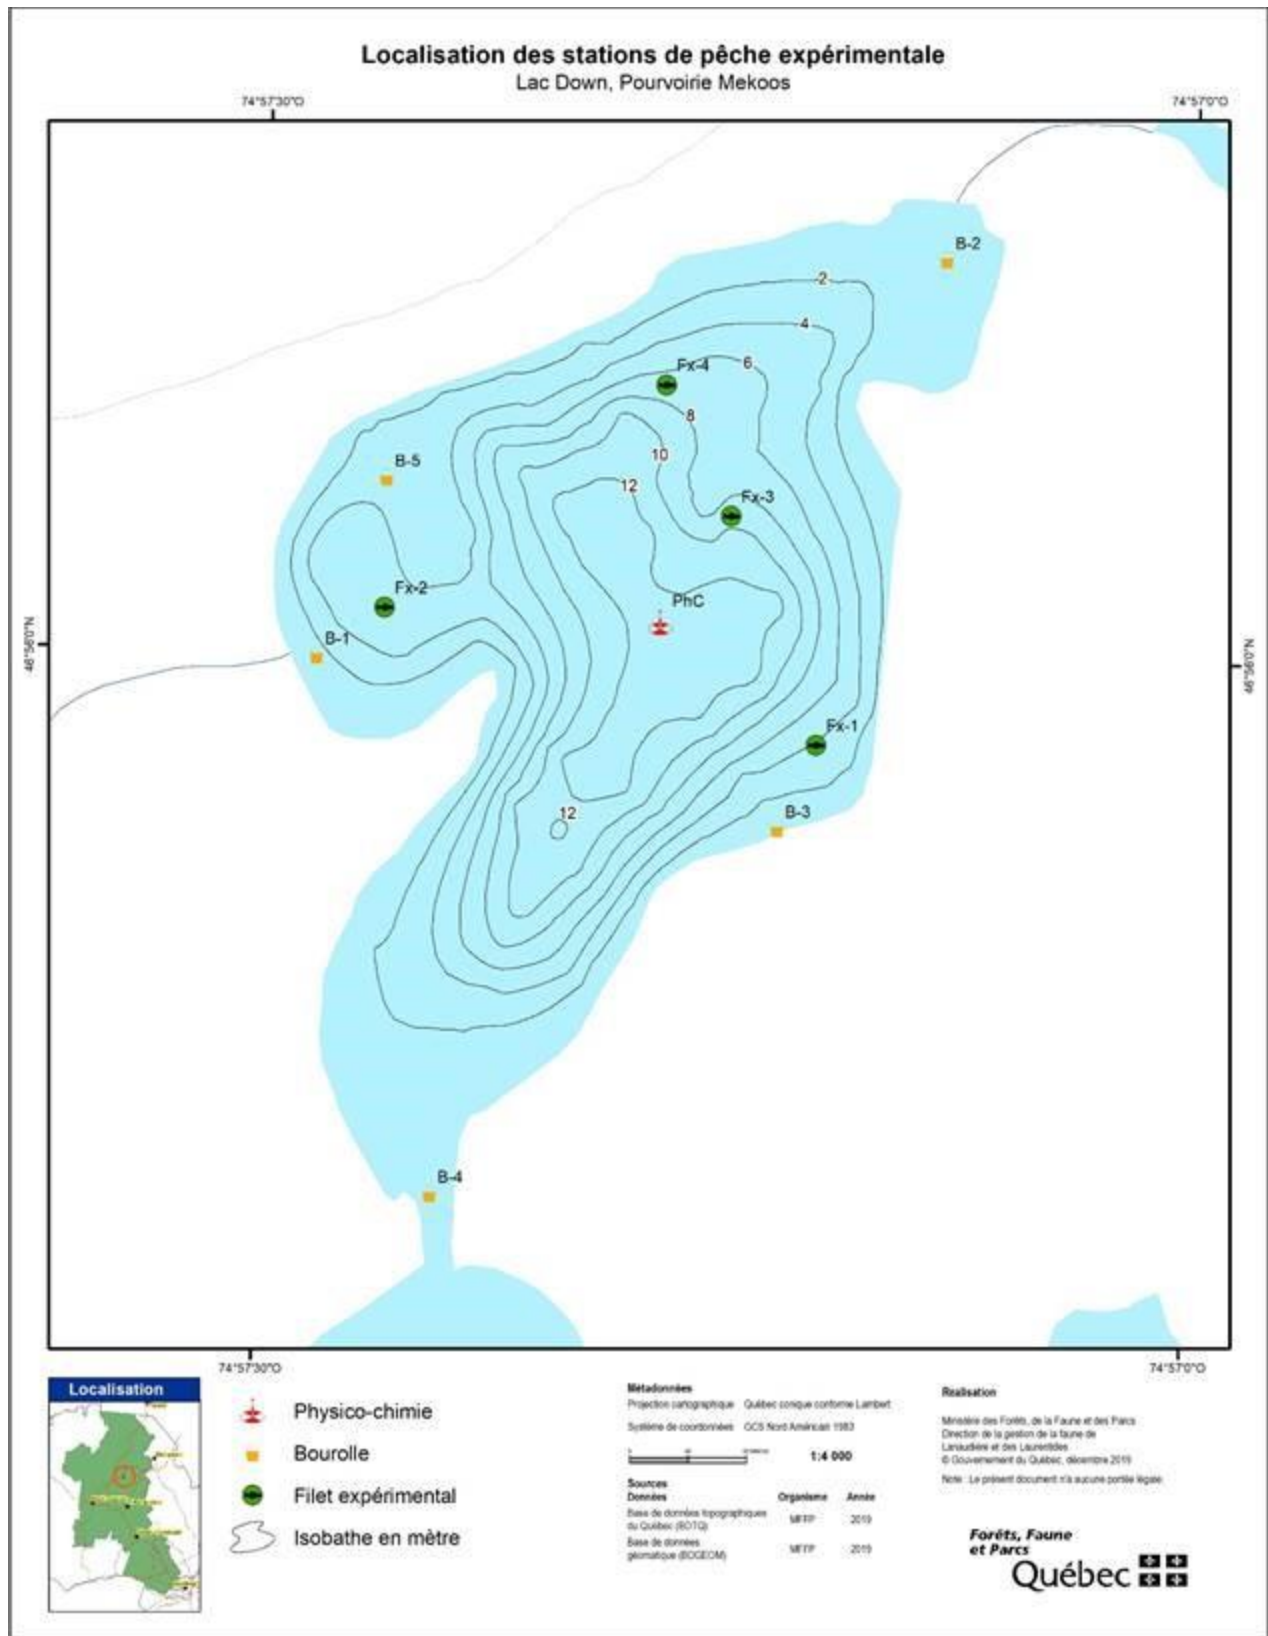 Localisation des stations de pêche expérimentale
Lac Down, Pourvoirie Mekoos
74°57'30"O
74°57'0"O
B-2
2
4
Fx-4
6
8
B-5
10
12
Fx-3
Fx-2
PhC
B-1
46°56'0"N
46°56'0"N
Fx-1
12
B-3
B-4
74°57'30"O
74°57'0"O
Localisation
Physico-chimie
Bourolle
Filet expérimental
Isobathe en mètre
Métadonnées
Projection cartographique Québec conique conforme Lambert
Système de coordonnées GCS Nord Américain 1983
1:4 000
Sources
Données Organisme Année
Base de données topographiques
du Québec (BDTQ) MFFP 2019
Base de données
géomatique (BDGEOM) MFFP 2019
Réalisation
Ministère des Forêts, de la Faune et des Parcs
Direction de la gestion de la faune de
Lanaudière et des Laurentides
© Gouvernement du Québec, décembre 2019
Note : Le présent document n'a aucune portée légale.
Forêts, Faune
et Parcs
Québec